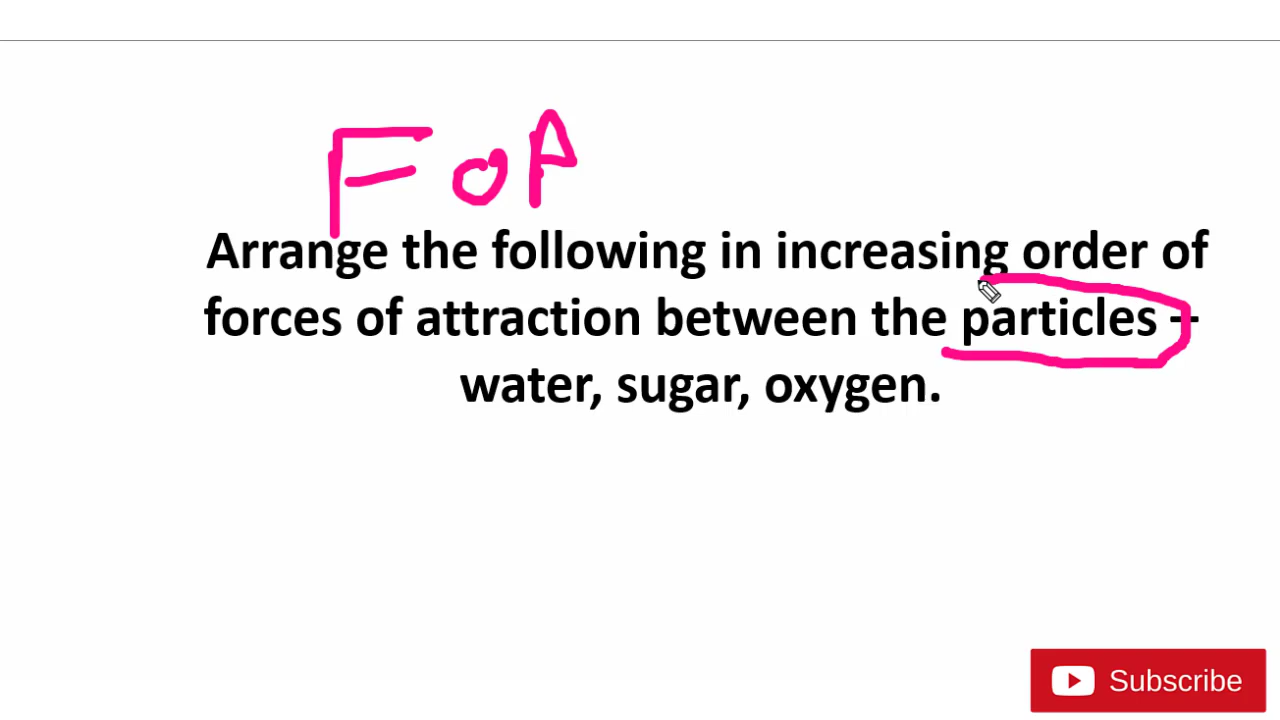 FOA
Arrange the following in increasing order of
forces of attraction between the particles –
water, sugar, oxygen.
Subscribe